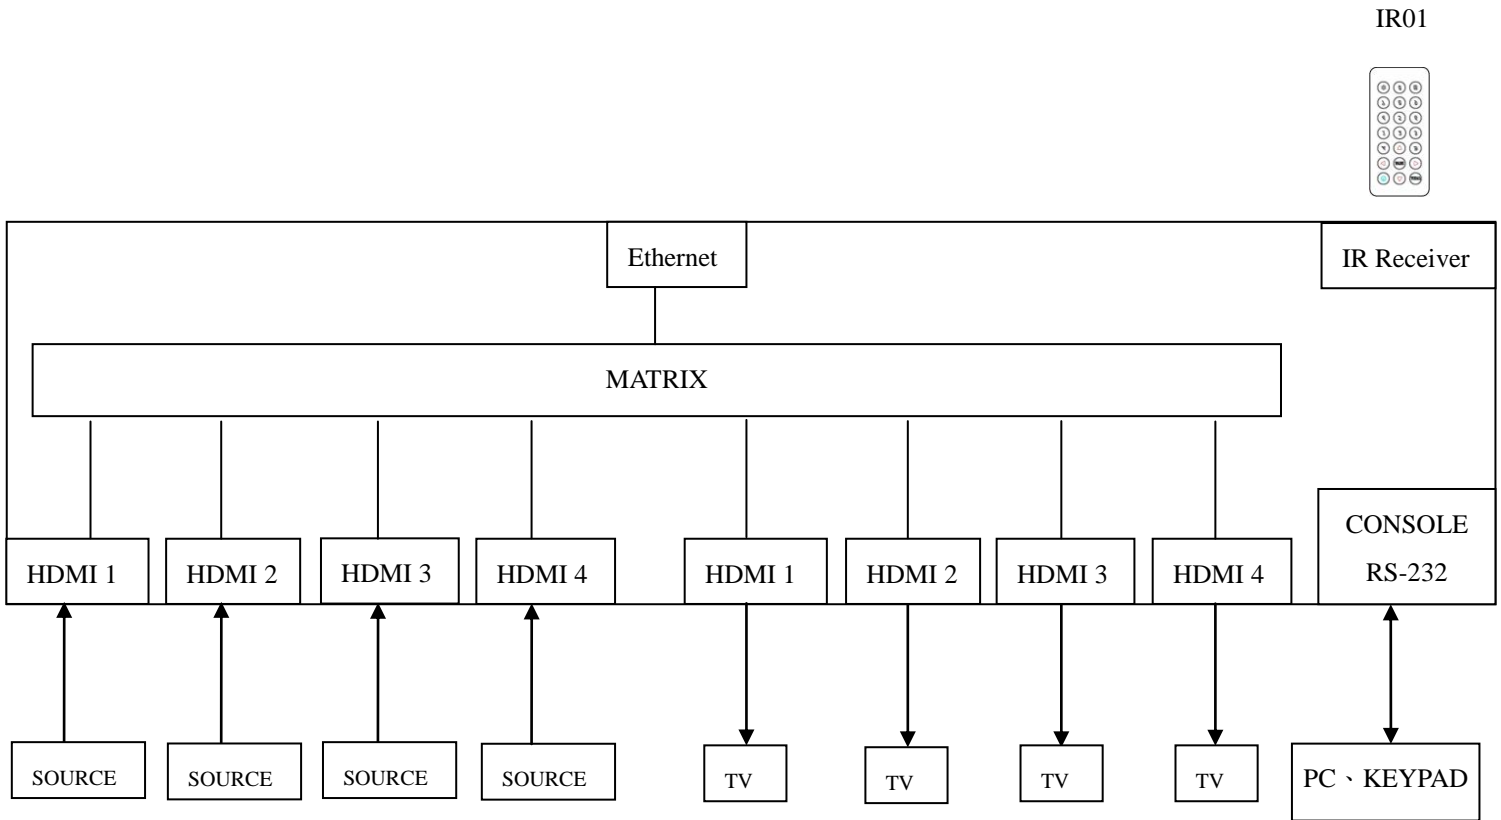 IR01
Ethernet
IR Receiver
MATRIX
CONSOLE
RS-232
HDMI 1
HDMI 2
HDMI 3
HDMI 4
HDMI 1
HDMI 2
HDMI 3
HDMI 4
SOURCE
SOURCE
SOURCE
SOURCE
TV
TV
TV
TV
PC、KEYPAD